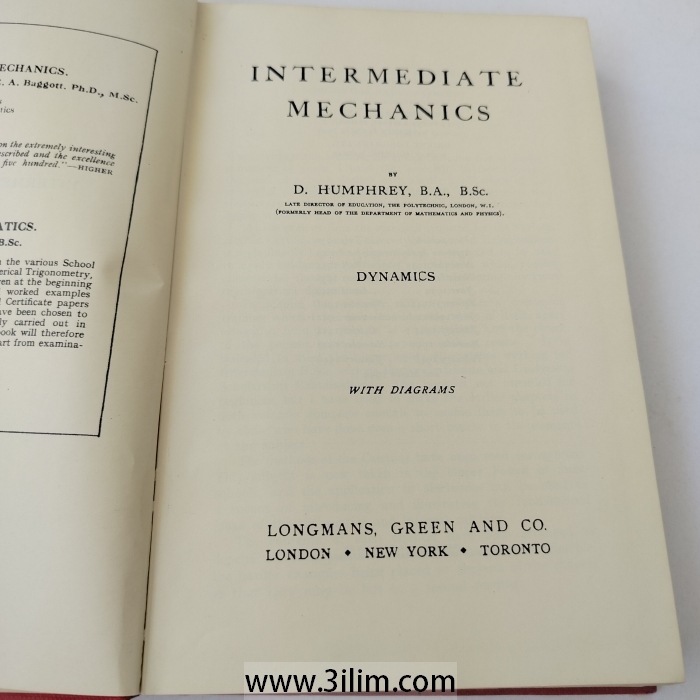 ECHANICS.
A. Baggott. Ph.D., M.Sc.
tics
on the extremely interesting
scribed and the excellence
five hundred."—HIGHER
ATICS.
B.Sc.
n the various School
erical Trigonometry,
en at the beginning
worked examples
Certificate papers
ave been chosen to
ly carried out in
ook will therefore
art from examina-
INTERMEDIATE
MECHANICS
BY
D. HUMPHREY, B.A., B.Sc.
LATE DIRECTOR OF EDUCATION, THE POLYTECHNIC, LONDON, W.1.
(FORMERLY HEAD OF THE DEPARTMENT OF MATHEMATICS AND PHYSICS).
DYNAMICS
WITH DIAGRAMS
LONGMANS, GREEN AND CO.
LONDON ♦ NEW YORK ♦ TORONTO
www.3ilim.com